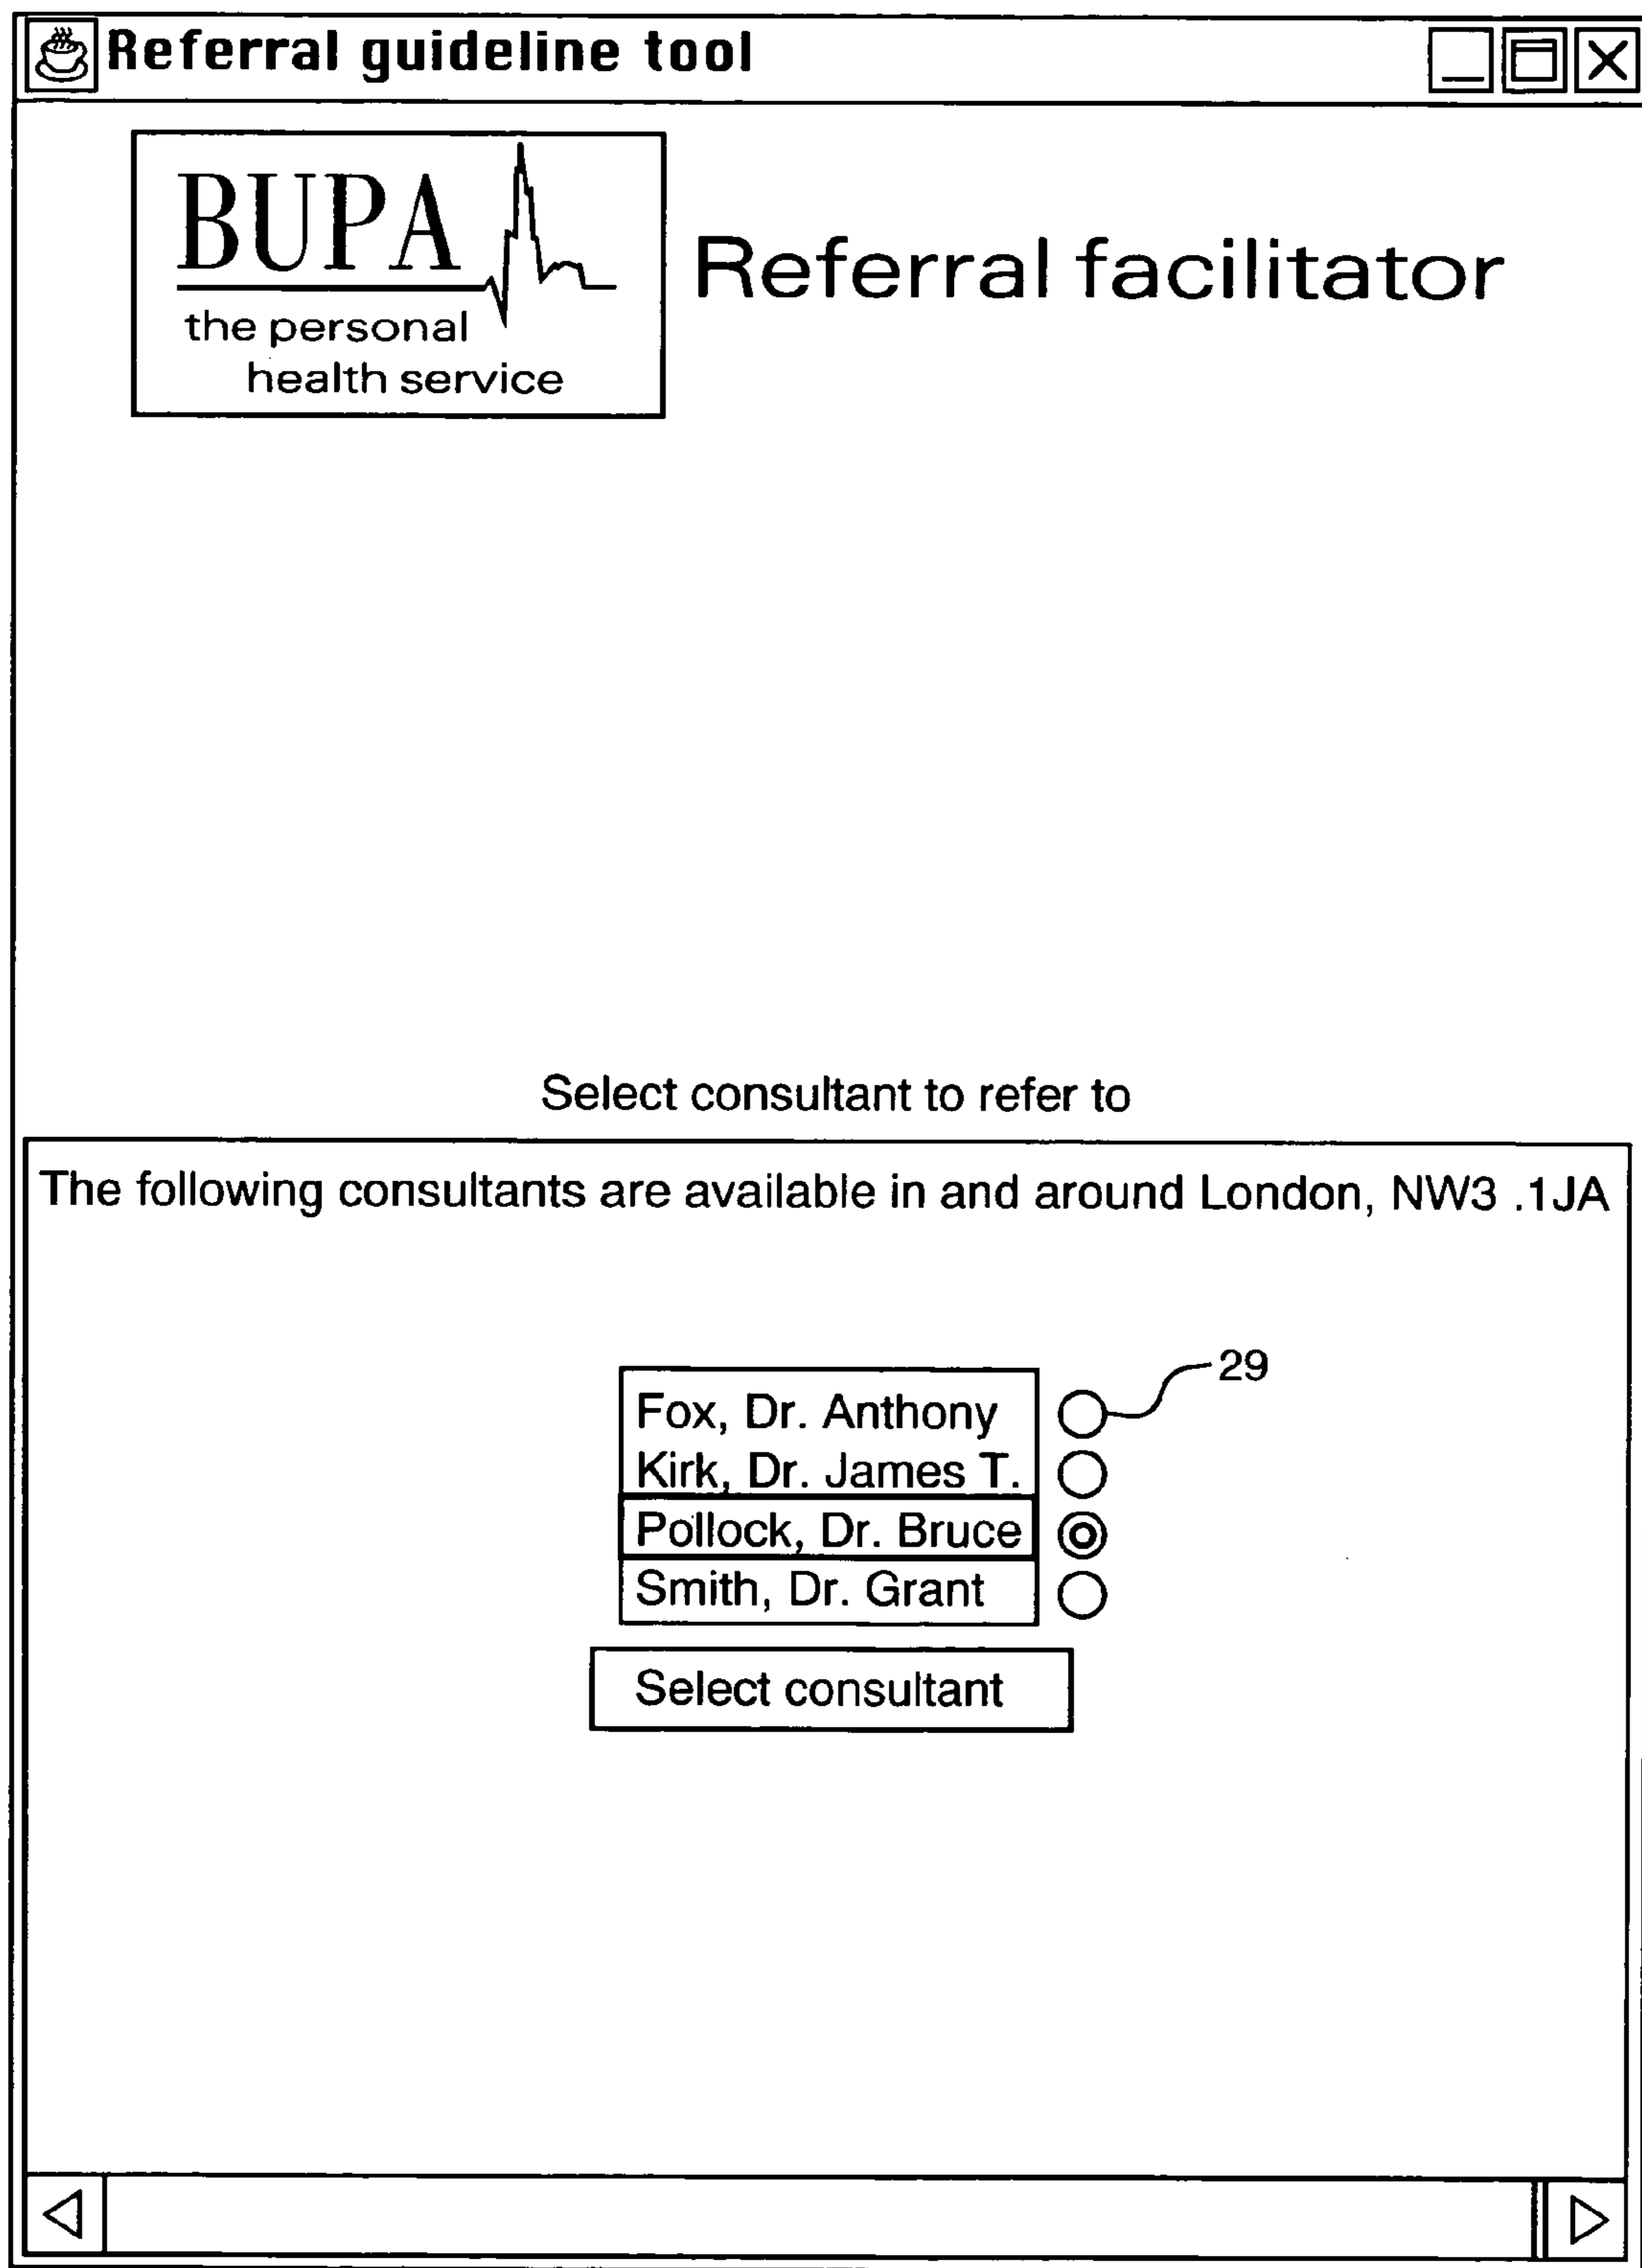 Referral guideline tool
BUPA
the personal
health service
Referral facilitator
Select consultant to refer to
The following consultants are available in and around London, NW3 .1JA
29
Fox, Dr. Anthony
Kirk, Dr. James T.
Pollock, Dr. Bruce
Smith, Dr. Grant
Select consultant